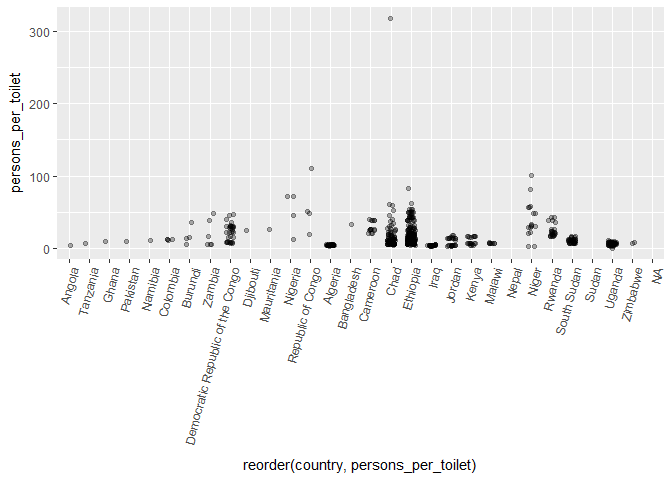 persons_per_toilet
300
200
100
0
Angola
Tanzania
Ghana
Pakistan
Namibia
Colombia
Burundi
Zambia
Democratic Republic of the Congo
Djibouti
Mauritania
Nigeria
Republic of Congo
Algeria
Bangladesh
Cameroon
Chad
Ethiopia
Iraq
Jordan
Kenya
Malawi
Nepal
Niger
Rwanda
South Sudan
Sudan
Uganda
Zimbabwe
NA
reorder(country, persons_per_toilet)